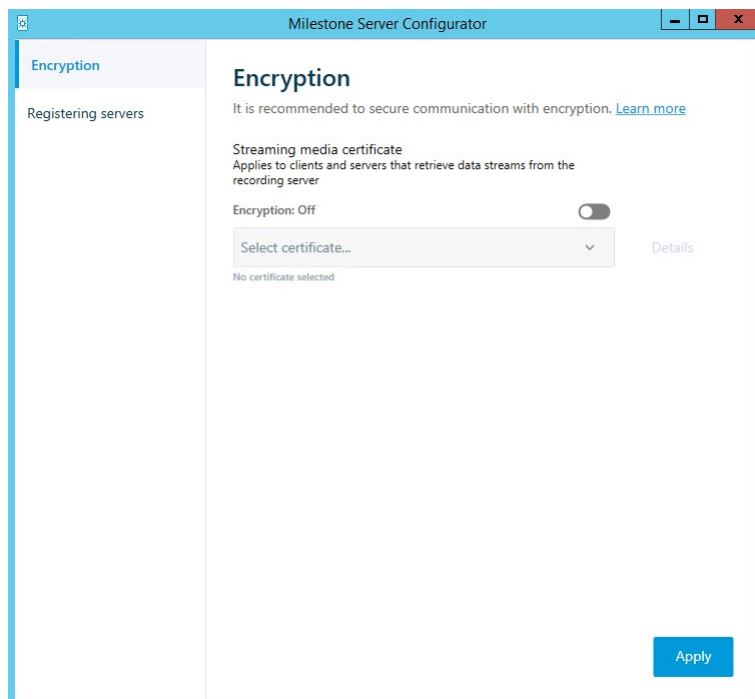 Milestone Server Configurator
Encryption
Registering servers
Encryption
It is recommended to secure communication with encryption. Learn more
Streaming media certificate
Applies to clients and servers that retrieve data streams from the
recording server
Encryption: Off
Select certificate...
Details
No certificate selected
Apply